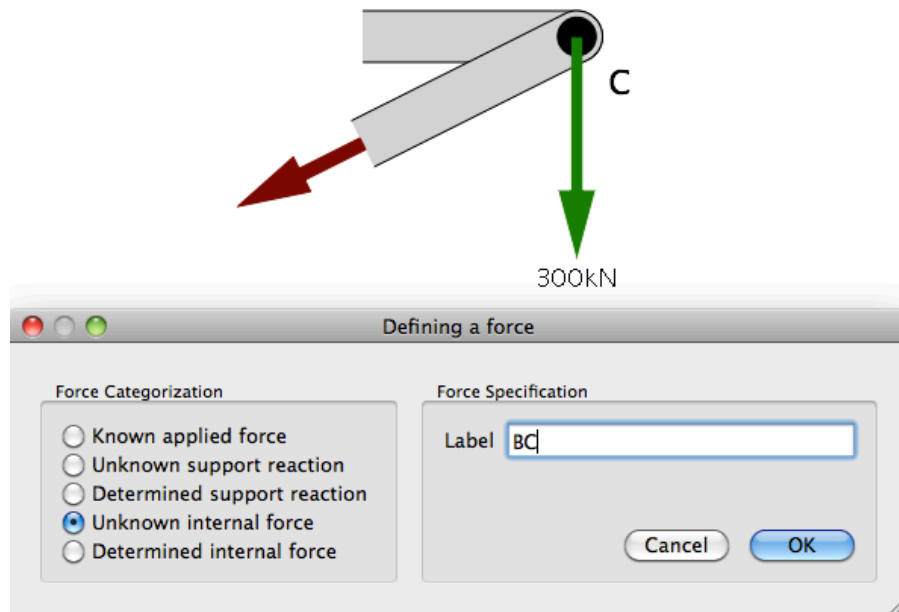 C
300kN
Defining a force
Force Categorization
Known applied force
Unknown support reaction
Determined support reaction
Unknown internal force
Determined internal force
Force Specification
Label BC
Cancel OK